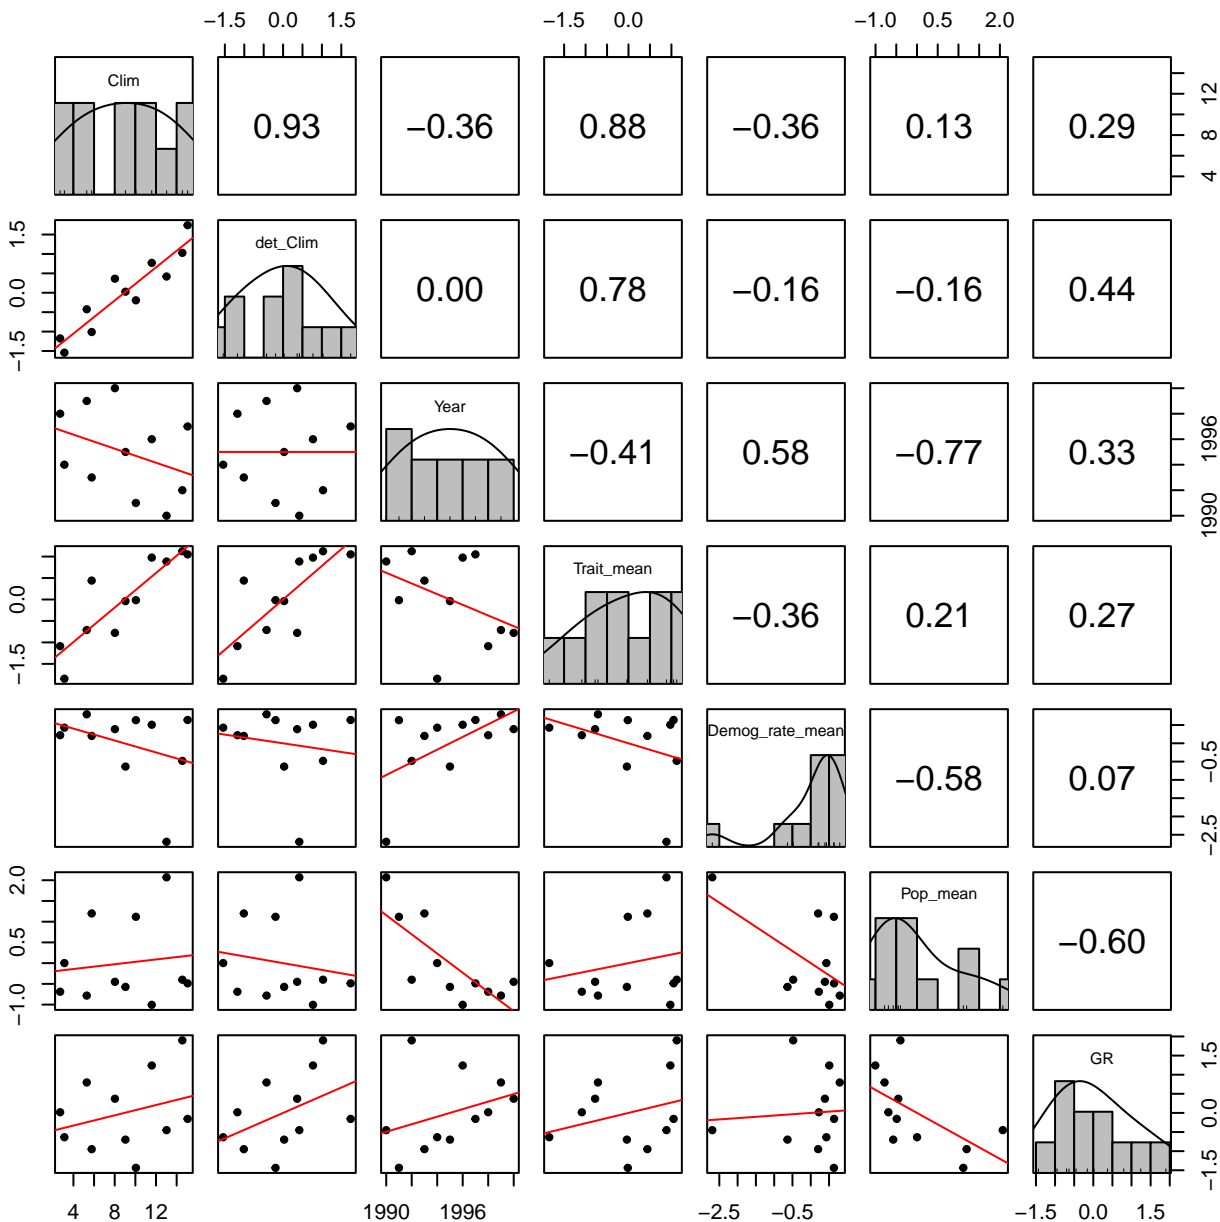 −1.5 0.0 1.5 −1.5 0.0 −1.0 0.5 2.0
Clim 0.93 −0.36 0.88 −0.36 0.13 0.29 4 8 12
−1.5 0.0 1.5 det_Clim 0.00 0.78 −0.16 −0.16 0.44
Year −0.41 0.58 −0.77 0.33 1990 1996
−1.5 0.0 Trait_mean −0.36 0.21 0.27
Demog_rate_mean −0.58 0.07 −2.5 −0.5
−1.0 0.5 2.0 Pop_mean −0.60
GR −1.5 0.0 1.5
4 8 12 1990 1996 −2.5 −0.5 −1.5 0.0 1.5